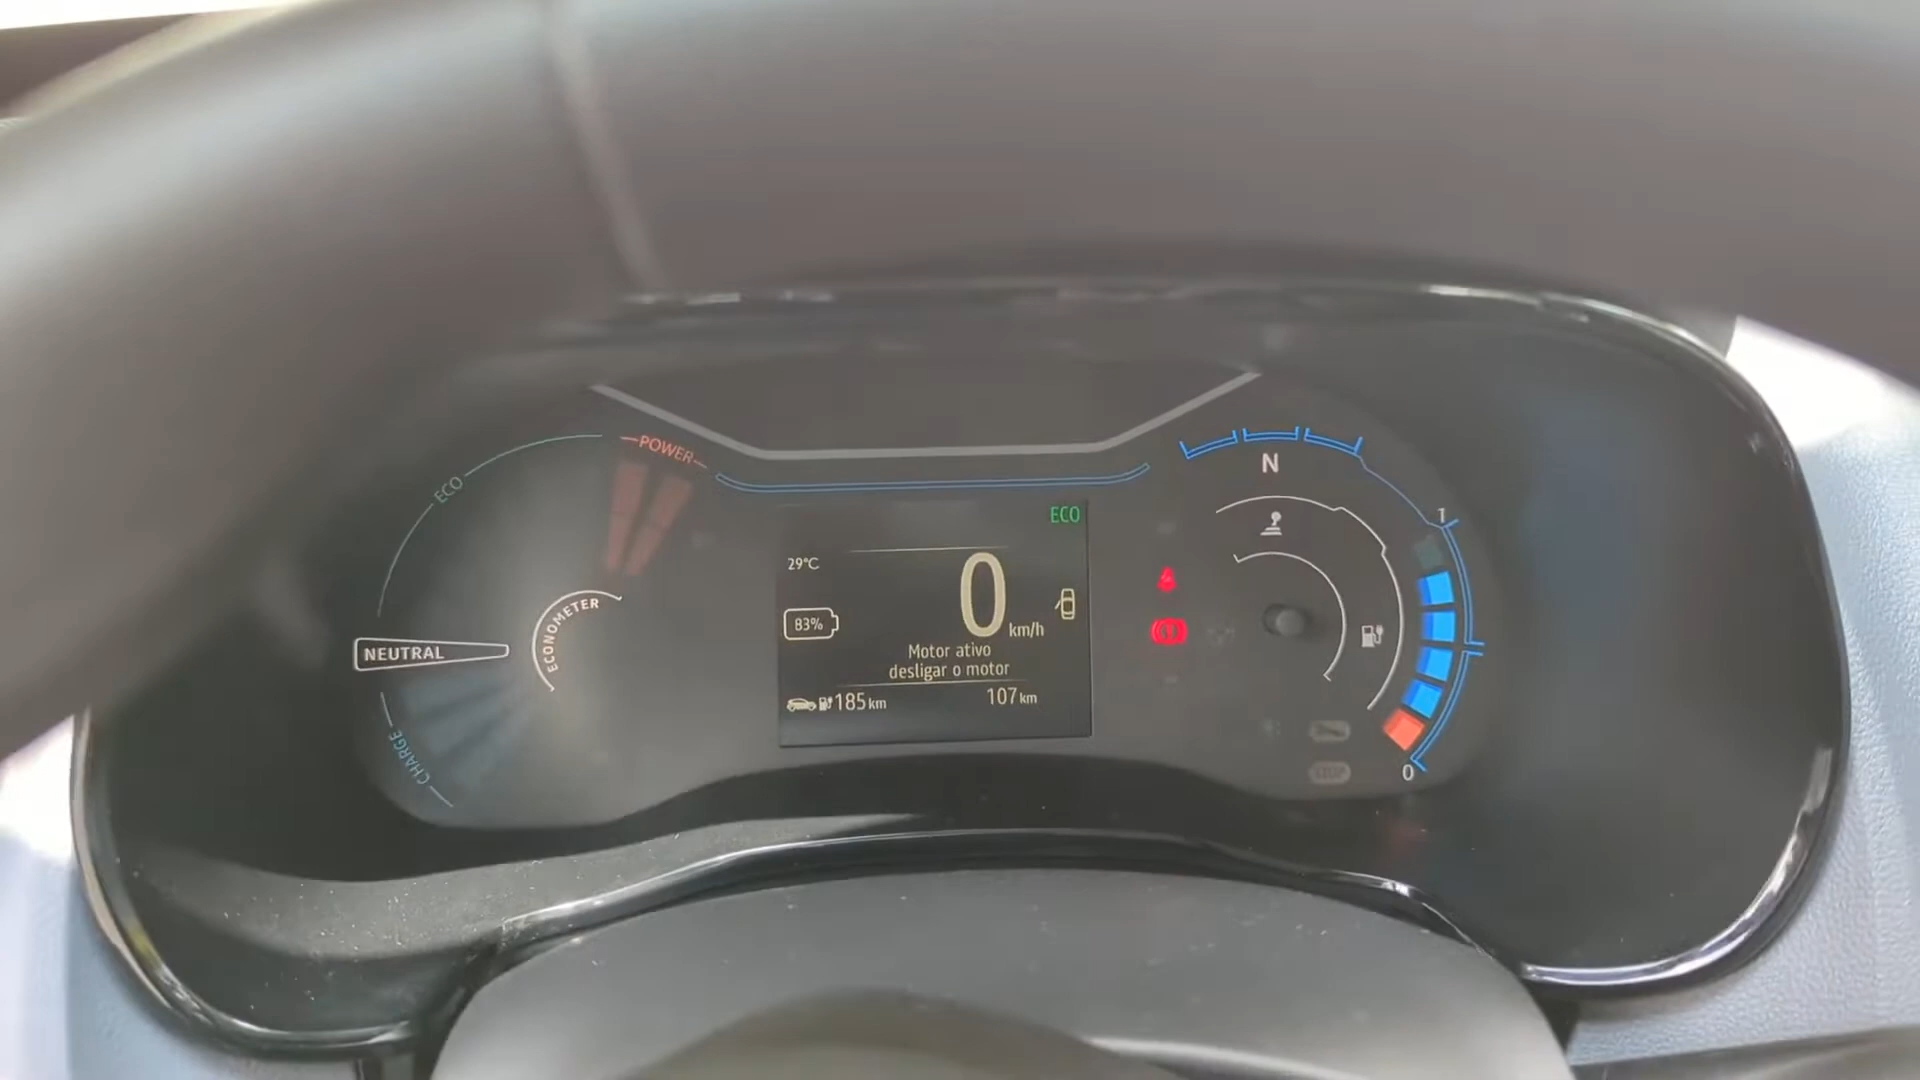 POWER
ECO
N
1
ECO
29°C
0
km/h
83%
ECONOMETER
NEUTRAL
Motor ativo
desligar o motor
185 km
107 km
CHARGE
STOP
0